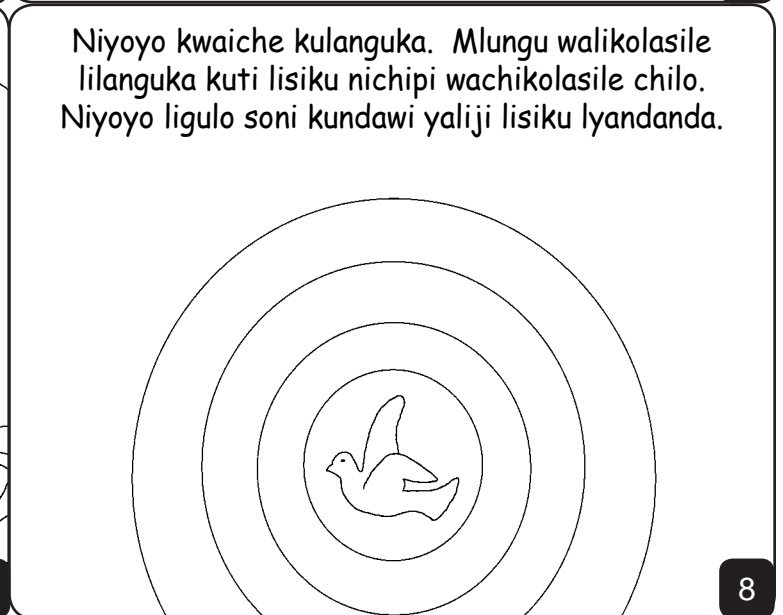 Niyoyo kwaiche kulanguka. Mlungu walikolasile
lilanguka kuti lisiku nichipi wachikolasile chilo.
Niyoyo ligulo soni kundawi yaliji lisiku lyandanda.
8